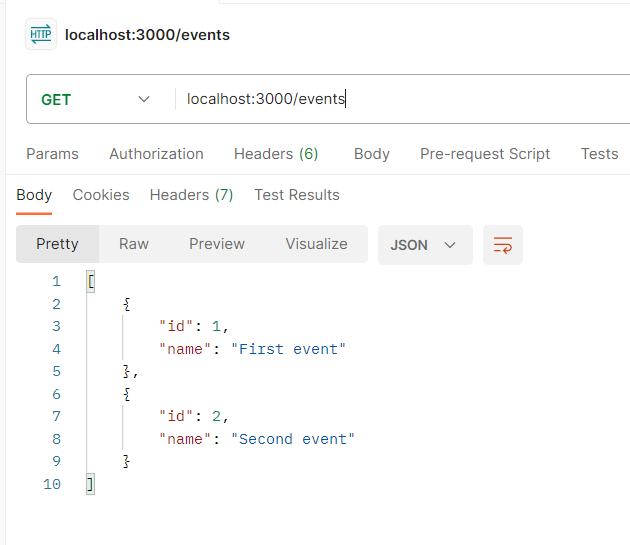 HTTP localhost:3000/events
GET localhost:3000/events
Params Authorization Headers (6) Body Pre-request Script Tests
Body Cookies Headers (7) Test Results
Pretty Raw Preview Visualize JSON
1 [
2 {
3 "id": 1,
4 "name": "First event"
5 },
6 {
7 "id": 2,
8 "name": "Second event"
9 }
10 ]